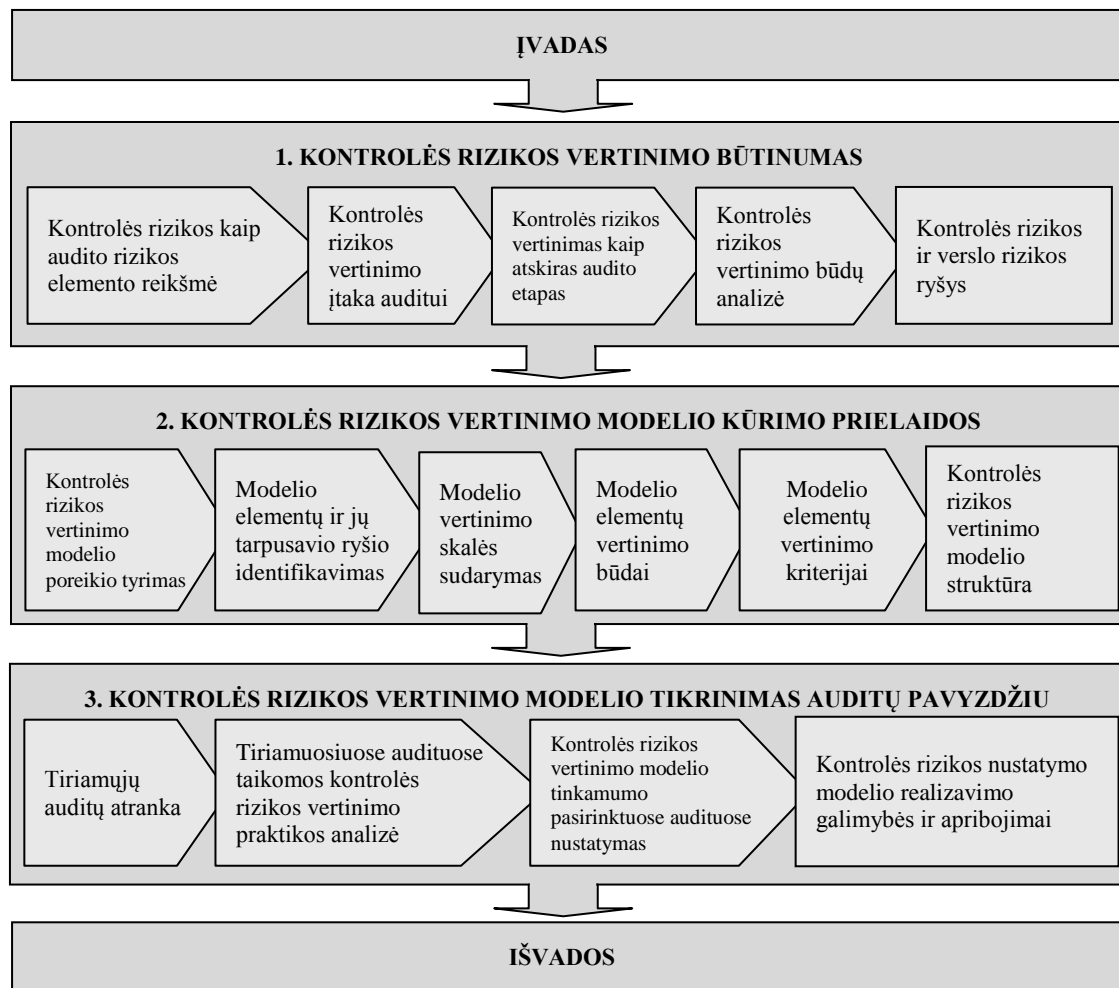 ĮVADAS
1. KONTROLĖS RIZIKOS VERTINIMO BŪTINUMAS
Kontrolės rizikos kaip
audito rizikos
elemento reikšmė
Kontrolės
rizikos
vertinimo
įtaka auditui
Kontrolės rizikos
vertinimas kaip
atskiras audito
etapas
Kontrolės
rizikos
vertinimo būdų
analizė
Kontrolės rizikos
ir verslo rizikos
ryšys
2. KONTROLĖS RIZIKOS VERTINIMO MODELIO KŪRIMO PRIELAIDOS
Kontrolės
rizikos
vertinimo
modelio
poreikio tyrimas
Modelio
elementų ir jų
tarpusavio ryšio
identifikavimas
Modelio
vertinimo
skalės
sudarymas
Modelio
elementų
vertinimo
būdai
Modelio
elementų
vertinimo
kriterijai
Kontrolės
rizikos
vertinimo
modelio
struktūra
3. KONTROLĖS RIZIKOS VERTINIMO MODELIO TIKRINIMAS AUDITŲ PAVYZDŽIU
Tiriamųjų
auditų atranka
Tiriamuosiuose audituose
taikomos kontrolės
rizikos vertinimo
praktikos analizė
Kontrolės rizikos
vertinimo modelio
tinkamumo
pasirinktuose audituose
nustatymas
Kontrolės rizikos nustatymo
modelio realizavimo
galimybės ir apribojimai
IŠVADOS